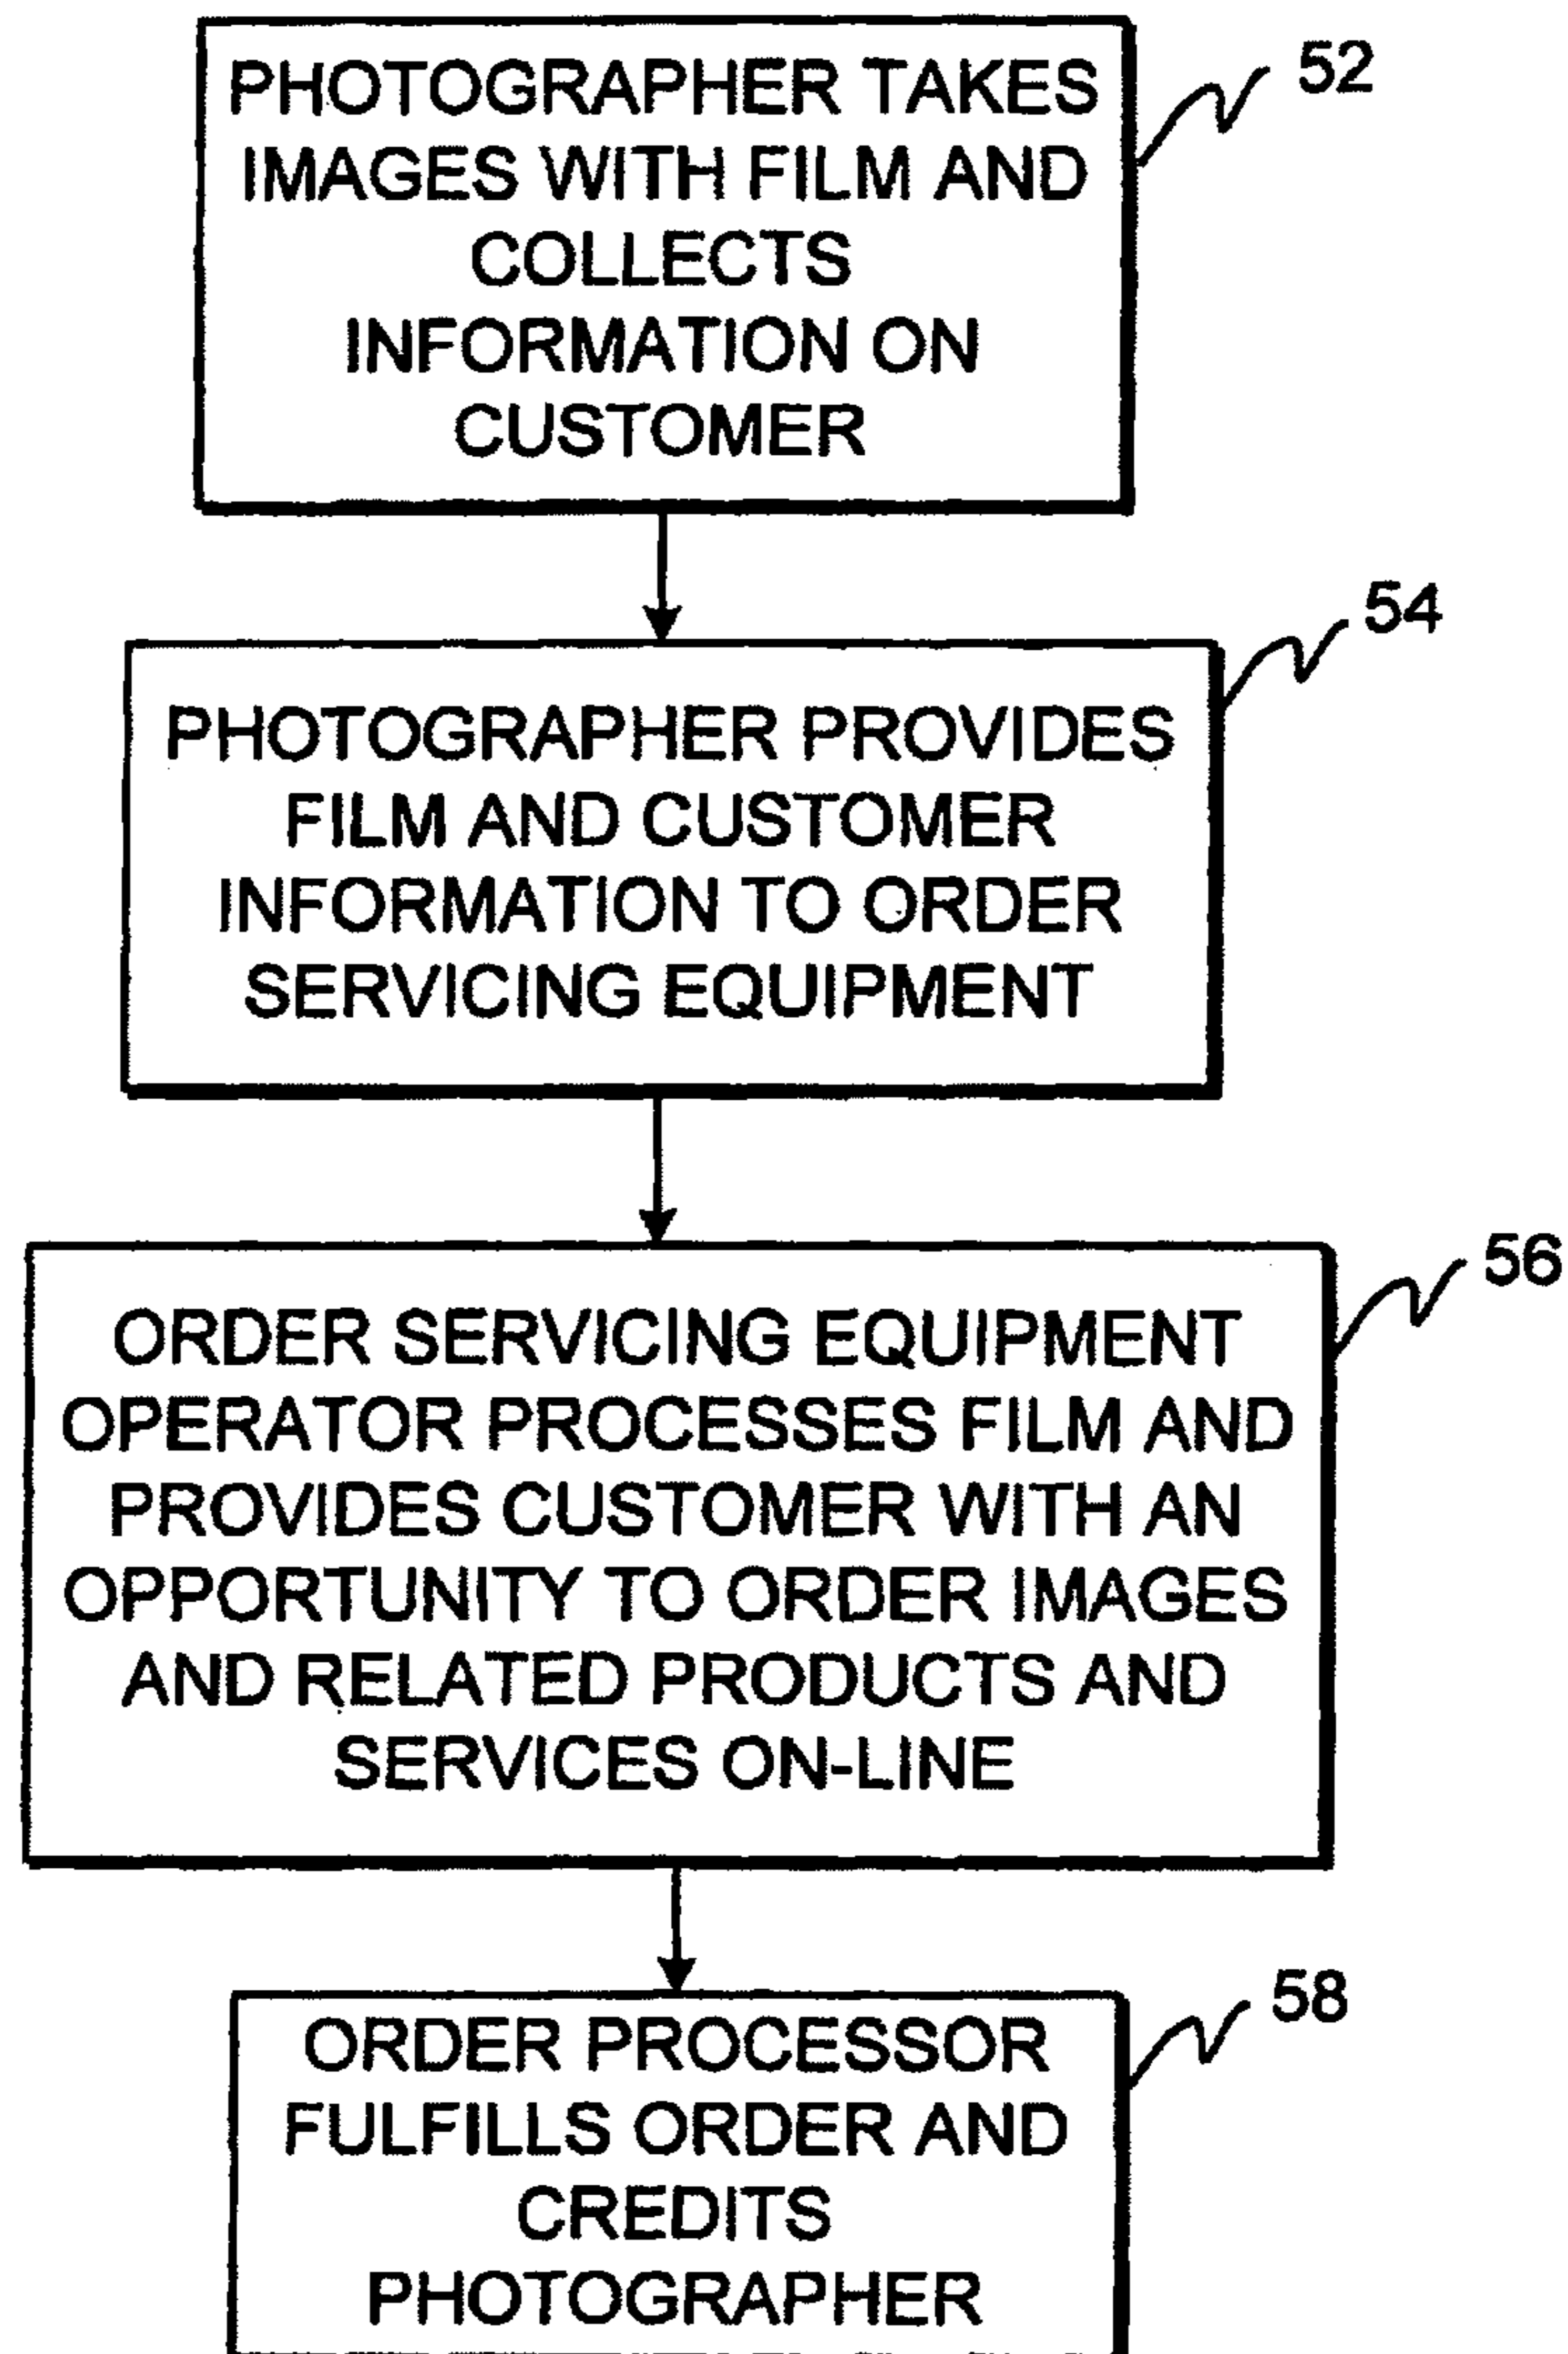 PHOTOGRAPHER TAKES
IMAGES WITH FILM AND
COLLECTS
INFORMATION ON
CUSTOMER
52
PHOTOGRAPHER PROVIDES
FILM AND CUSTOMER
INFORMATION TO ORDER
SERVICING EQUIPMENT
54
ORDER SERVICING EQUIPMENT
OPERATOR PROCESSES FILM AND
PROVIDES CUSTOMER WITH AN
OPPORTUNITY TO ORDER IMAGES
AND RELATED PRODUCTS AND
SERVICES ON-LINE
56
ORDER PROCESSOR
FULFILLS ORDER AND
CREDITS
PHOTOGRAPHER
58